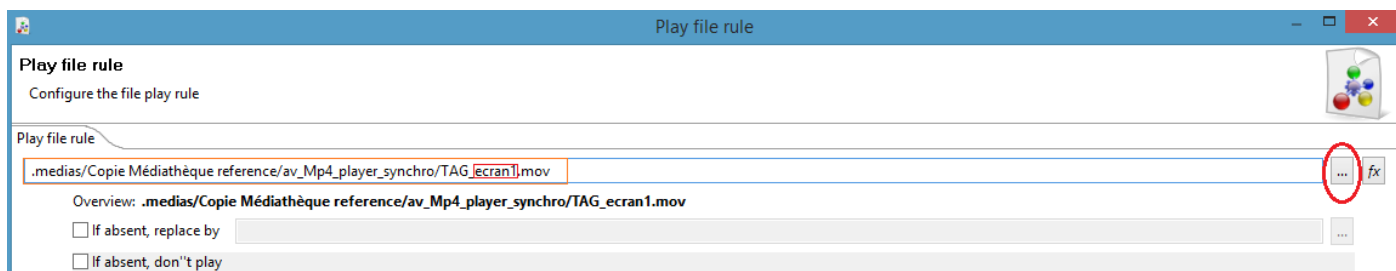 Play file rule
Play file rule
Configure the file play rule
Play file rule
.medias/Copie Médiathèque reference/av_Mp4_player_synchro/TAG_ecran1.mov ... fx
Overview: .medias/Copie Médiathèque reference/av_Mp4_player_synchro/TAG_ecran1.mov
If absent, replace by ...
If absent, don''t play